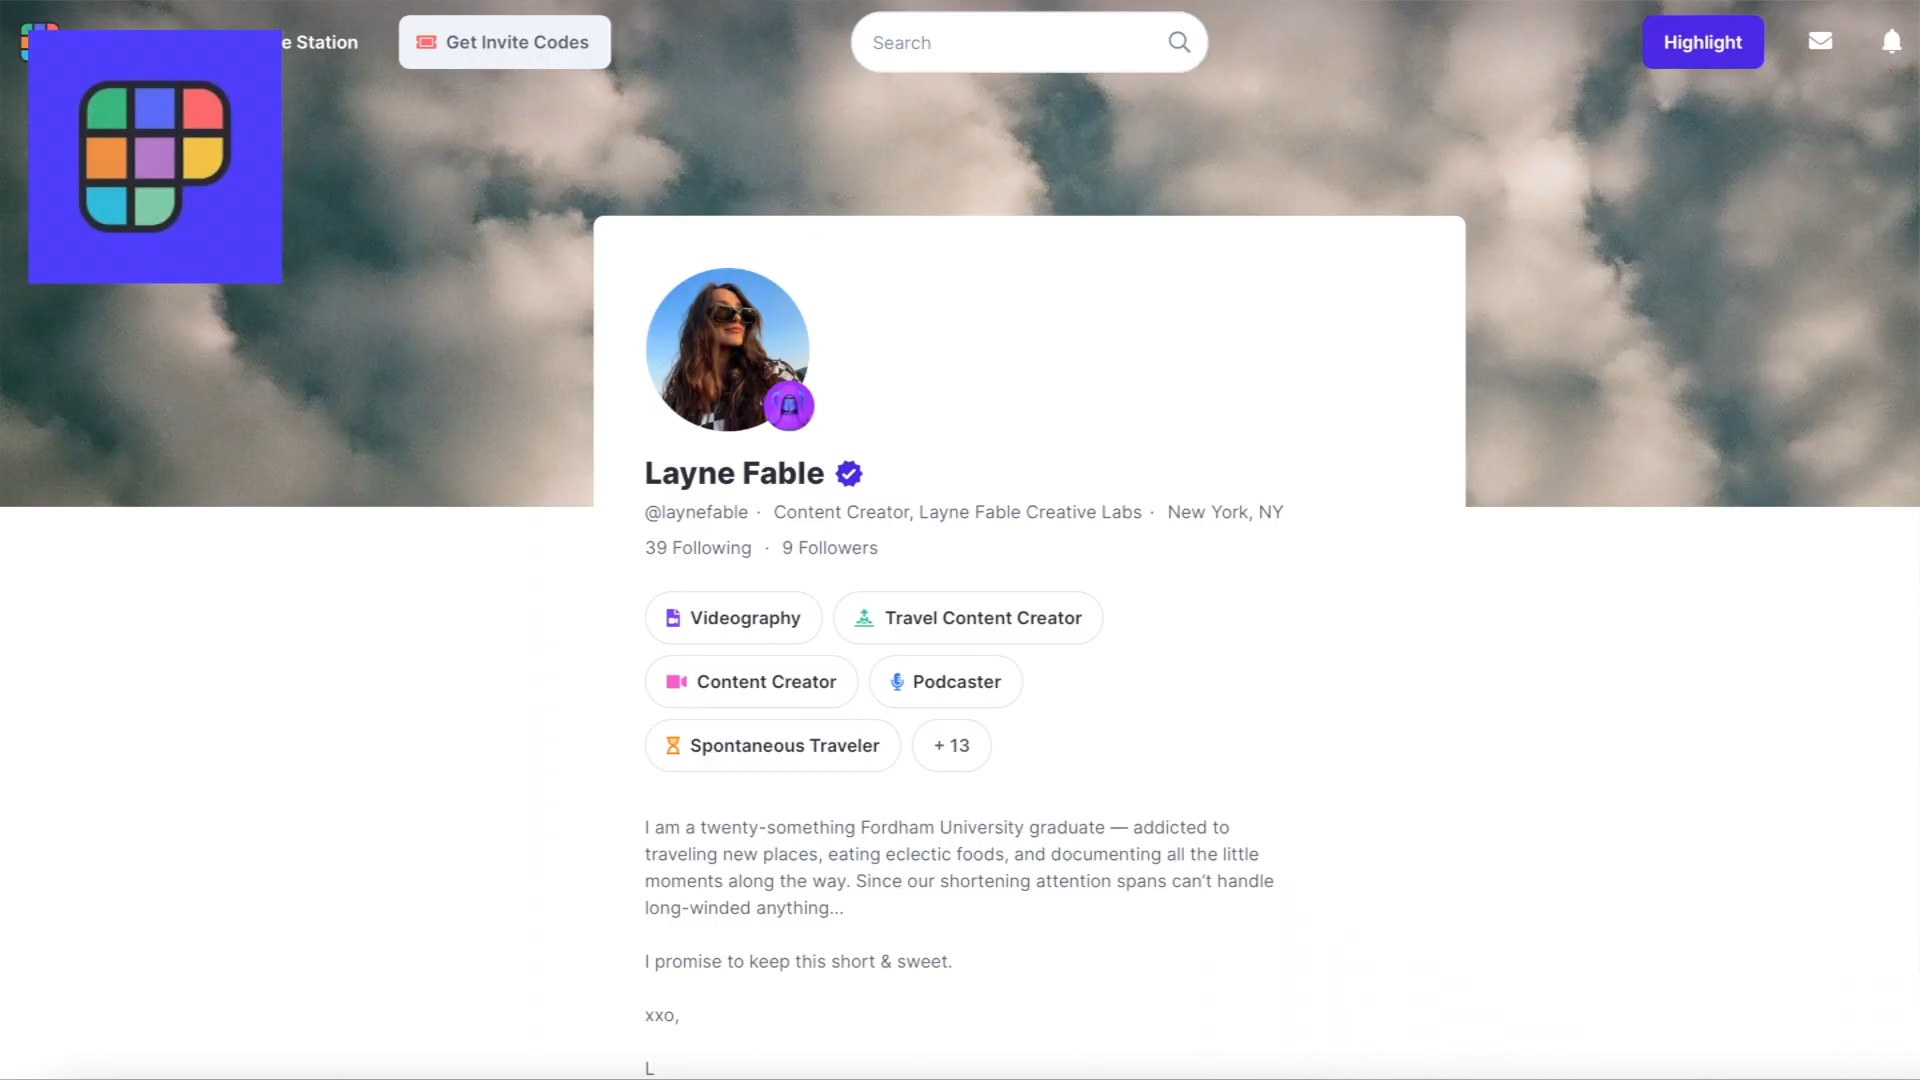 e Station
Get Invite Codes
Search
Highlight
Layne Fable
@laynefable · Content Creator, Layne Fable Creative Labs · New York, NY
39 Following · 9 Followers
Videography
Travel Content Creator
Content Creator
Podcaster
Spontaneous Traveler
+ 13
I am a twenty-something Fordham University graduate — addicted to
traveling new places, eating eclectic foods, and documenting all the little
moments along the way. Since our shortening attention spans can’t handle
long-winded anything...
I promise to keep this short & sweet.
xxo,
L